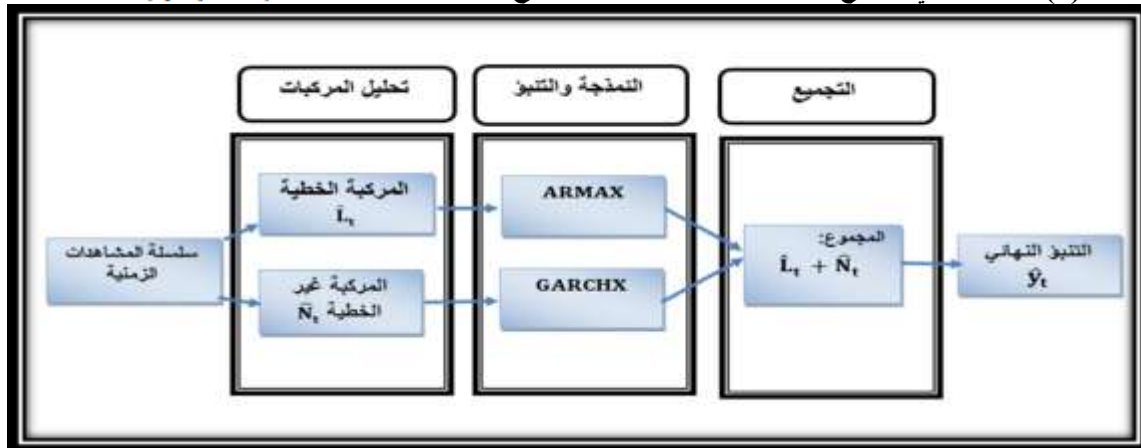 تحليل المركبات
النمذجة والتنبؤ
التجميع
سلسلة المشاهدات
الزمنية
المركبة الخطية
L̂ₜ
المركبة غير
الخطية N̂ₜ
ARMAX
GARCHX
المجموع:
L̂ₜ + N̂ₜ
التنبؤ النهائي
ŷₜ